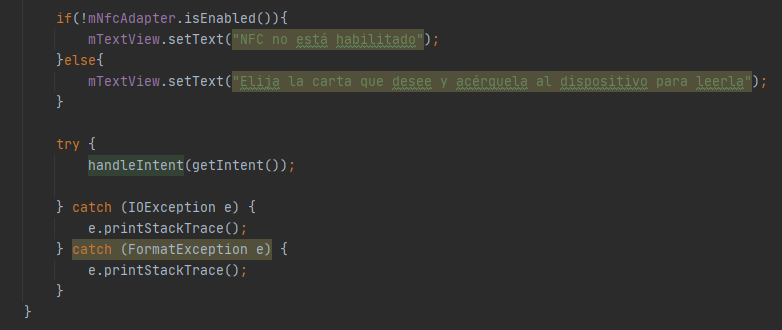 if(!mNfcAdapter.isEnabled()){
mTextView.setText("NFC no está habilitado");
}else{
mTextView.setText("Elija la carta que desee y acérquela al dispositivo para leerla");
}
try {
handleIntent(getIntent());
} catch (IOException e) {
e.printStackTrace();
} catch (FormatException e) {
e.printStackTrace();
}
}